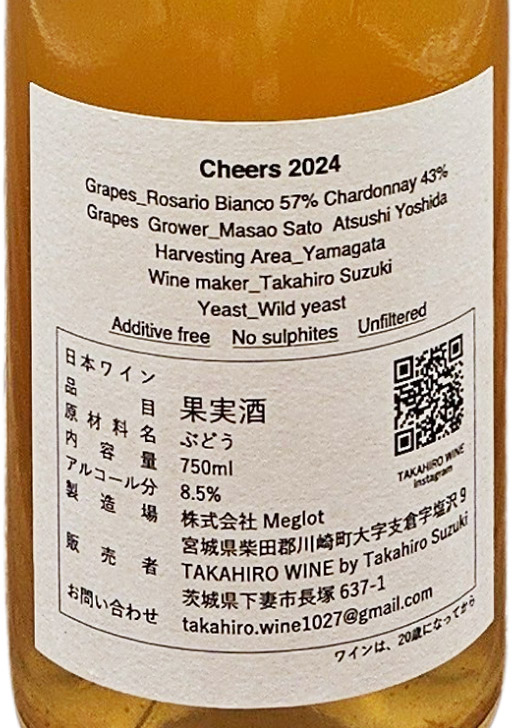 Cheers 2024
Grapes_Rosario Bianco 57% Chardonnay 43%
Grapes Grower_Masao Sato Atsushi Yoshida
Harvesting Area_Yamagata
Wine maker_Takahiro Suzuki
Yeast_Wild yeast
Additive free No sulphites Unfiltered
日本ワイン
品目 果実酒
原材料名 ぶどう
内容量 750ml
アルコール分 8.5%
製造場 株式会社 Meglot
宮城県柴田郡川崎町大字支倉字塩沢 9
販売者 TAKAHIRO WINE by Takahiro Suzuki
茨城県下妻市長塚 637-1
お問い合わせ takahiro.wine1027@gmail.com
TAKAHIRO WINE
Instagram
ワインは、20歳になってから